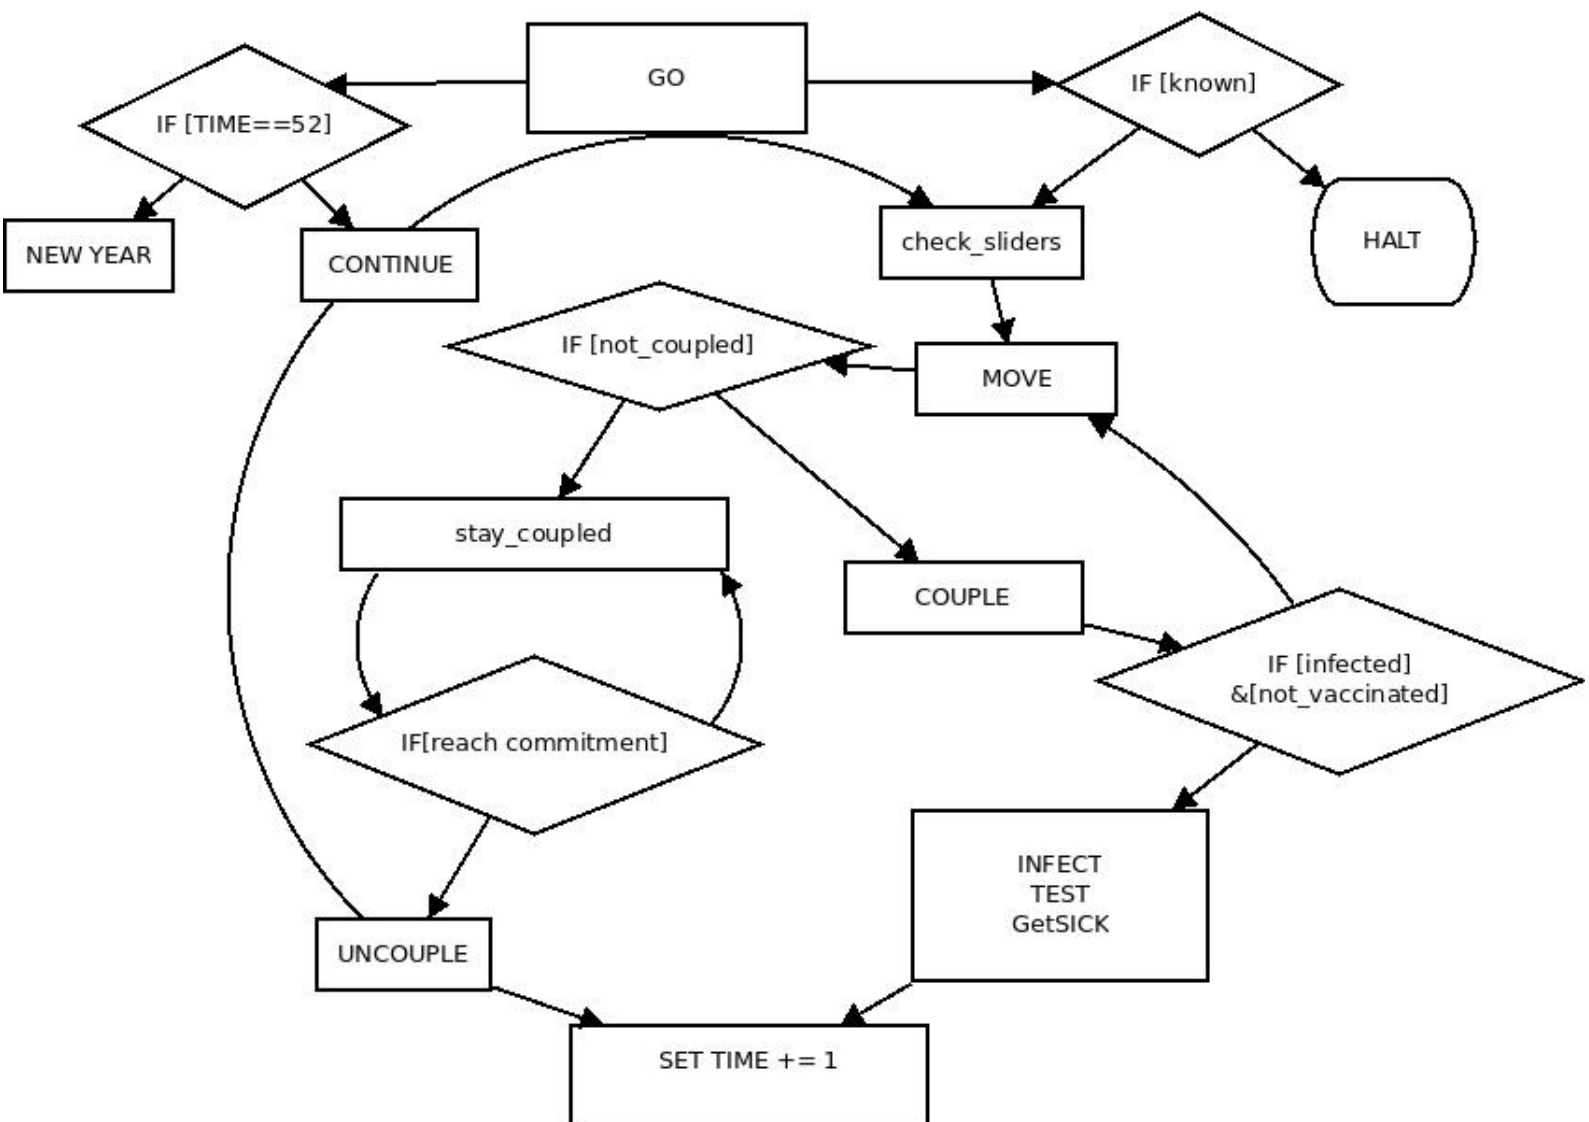 GO
IF [known]
IF [TIME==52]
HALT
check_sliders
NEW YEAR
CONTINUE
IF [not_coupled]
MOVE
stay_coupled
COUPLE
IF [infected]
&[not_vaccinated]
IF[reach commitment]
INFECT
TEST
GetSICK
UNCOUPLE
SET TIME += 1